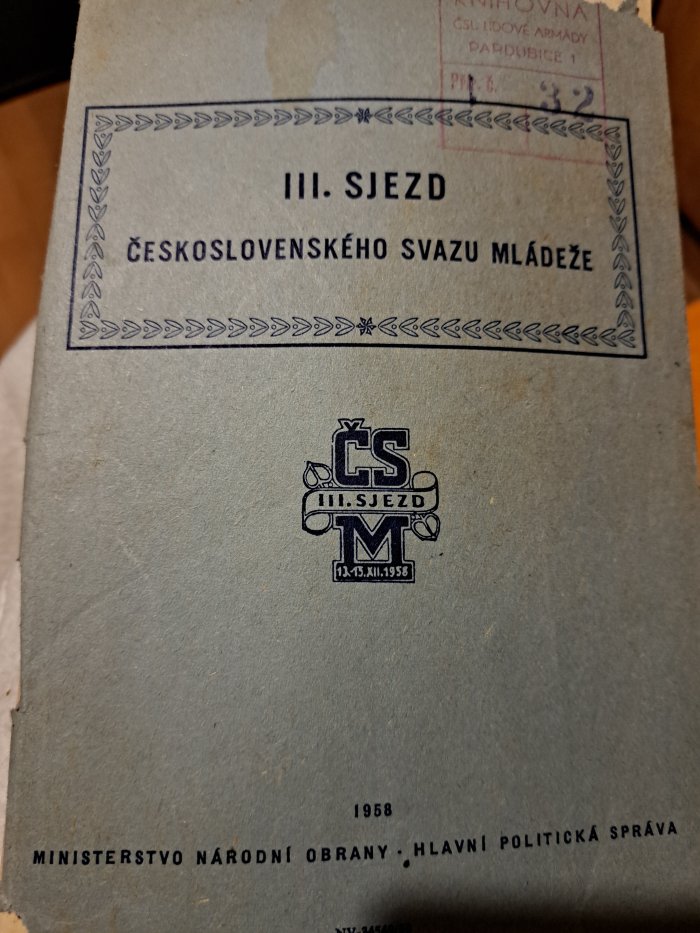 KNIHOVNA
ČSL. LIDOVÉ ARMÁDY
PARDUBICE 1
Př. č.
32
III. SJEZD
ČESKOSLOVENSKÉHO SVAZU MLÁDEŽE
ČS
III. SJEZD
M
13.-15.XII.1958
1958
MINISTERSTVO NÁRODNÍ OBRANY · HLAVNÍ POLITICKÁ SPRÁVA